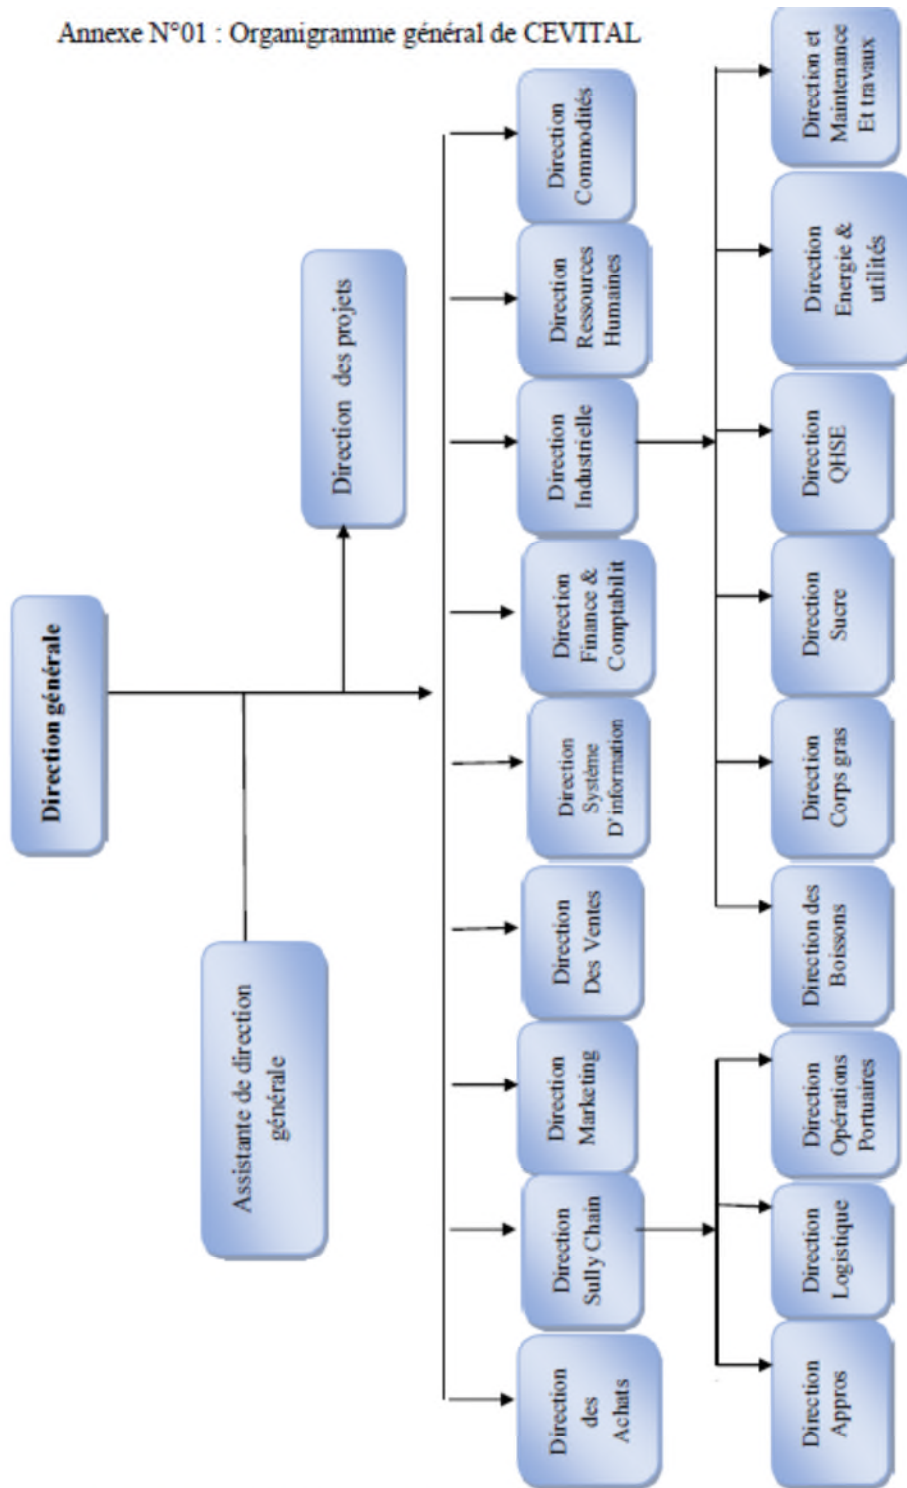 Annexe N°01 : Organigramme général de CEVITAL
Direction générale
Assistante de direction
générale
Direction des projets
Direction
des
Achats
Direction
Sully Chain
Direction
Marketing
Direction
Des Ventes
Direction
Système
D'information
Direction
Finance &
Comptabilit
Direction
Industrielle
Direction
Ressources
Humaines
Direction
Commodités
Direction
Appros
Direction
Logistique
Direction
Opérations
Portuaires
Direction des
Boissons
Direction
Corps gras
Direction
Sucre
Direction
QHSE
Direction
Energie &
utilités
Direction et
Maintenance
Et travaux